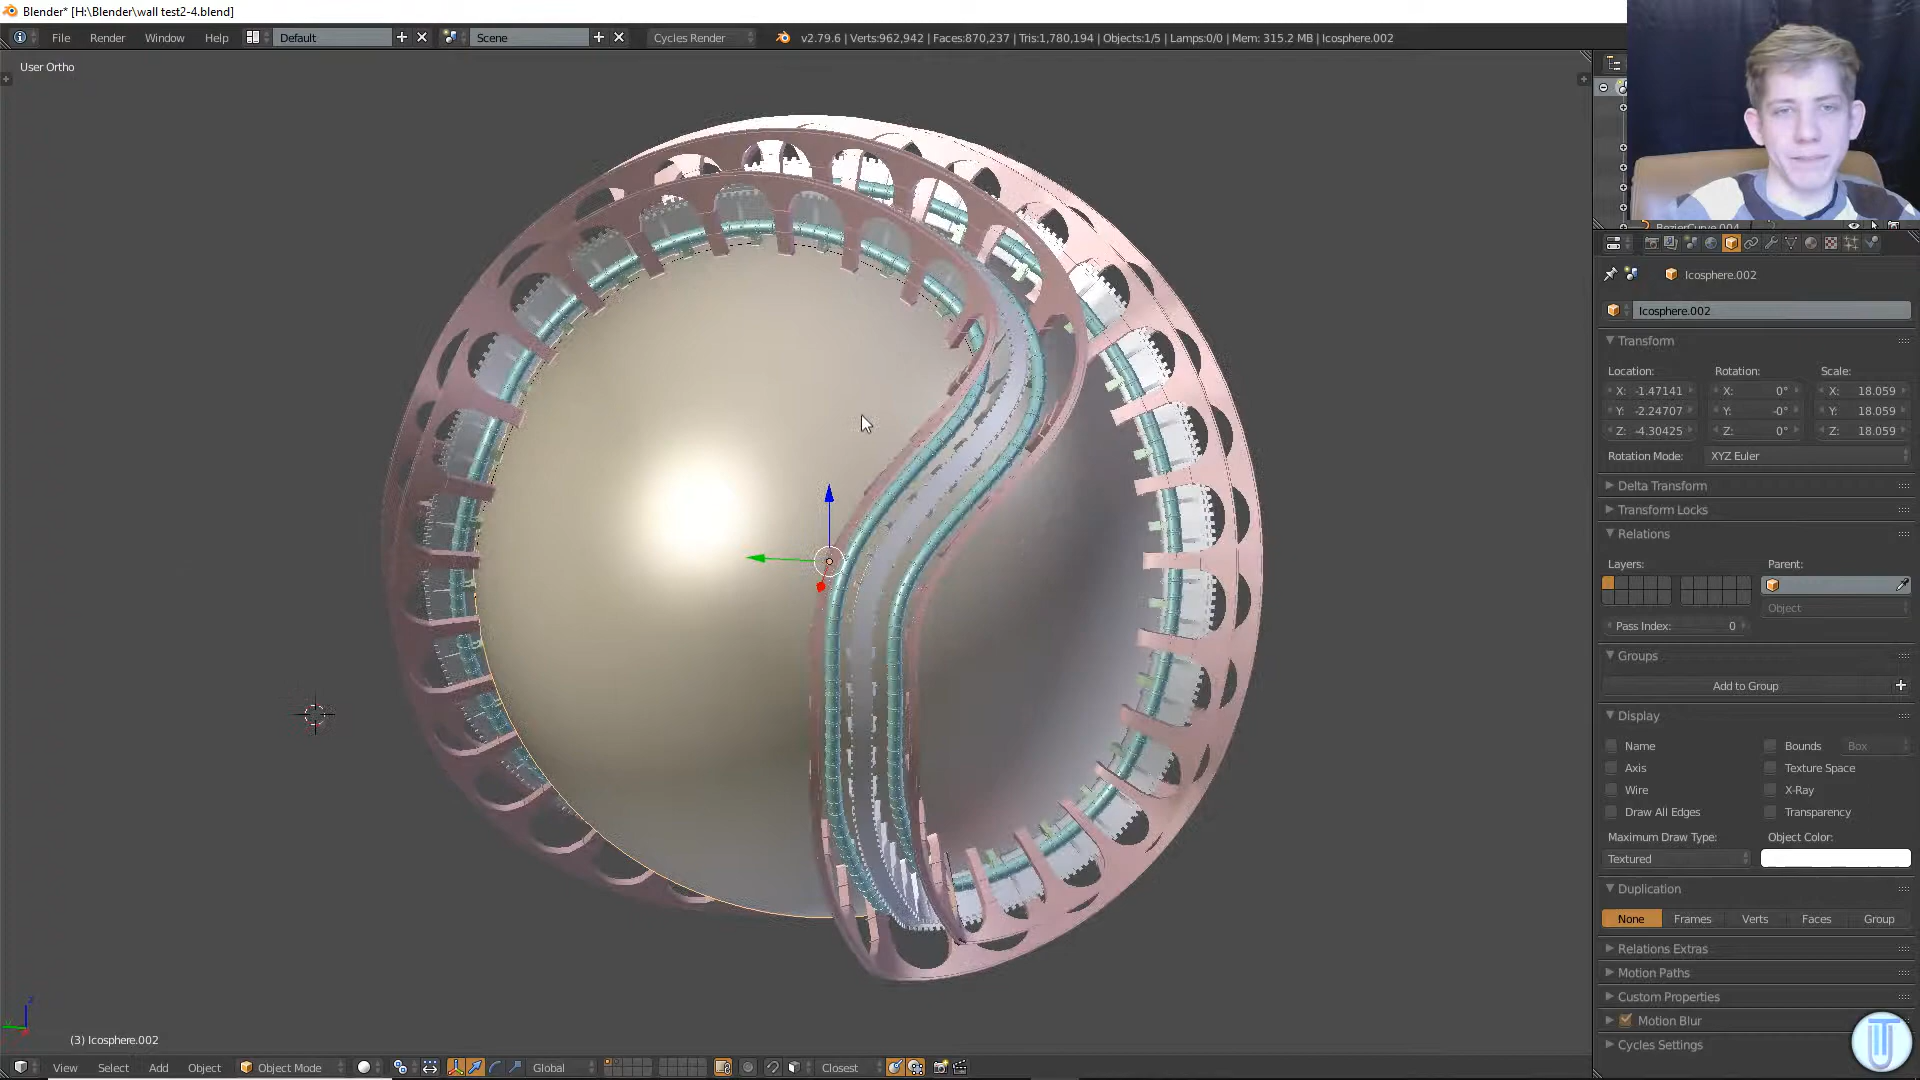 Blender* [H:\Blender\wall test2-4.blend]
File Render Window Help Default Scene Cycles Render v2.79.6 | Verts:962,942 | Faces:870,237 | Tris:1,780,194 | Objects:1/5 | Lamps:0/0 | Mem: 315.2 MB | Icosphere.002
User Ortho
BezierCurve.004
Icosphere.002
Icosphere.002
Transform
Location: Rotation: Scale:
X: -1.47141 X: 0° X: 18.059
Y: -2.24707 Y: -0° Y: 18.059
Z: -4.30425 Z: 0° Z: 18.059
Rotation Mode: XYZ Euler
Delta Transform
Transform Locks
Relations
Layers: Parent:
Object
Pass Index: 0
Groups
Add to Group
Display
Name Bounds Box
Axis Texture Space
Wire X-Ray
Draw All Edges Transparency
Maximum Draw Type: Object Color:
Textured
Duplication
None Frames Verts Faces Group
Relations Extras
Motion Paths
Custom Properties
Motion Blur
Cycles Settings
(3) Icosphere.002
View Select Add Object Object Mode Global Closest